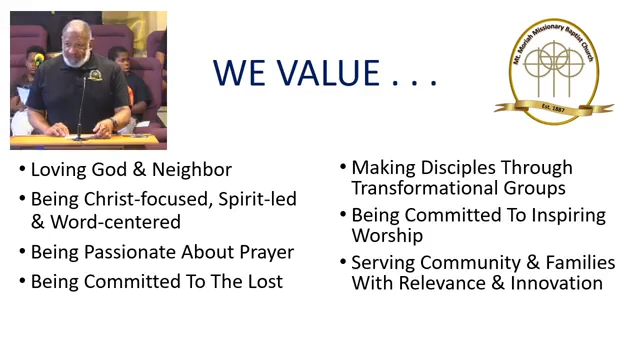 WE VALUE . . .
Mt. Moriah Missionary Baptist Church
Est. 1887
• Loving God & Neighbor
• Being Christ-focused, Spirit-led
& Word-centered
• Being Passionate About Prayer
• Being Committed To The Lost
• Making Disciples Through
Transformational Groups
• Being Committed To Inspiring
Worship
• Serving Community & Families
With Relevance & Innovation